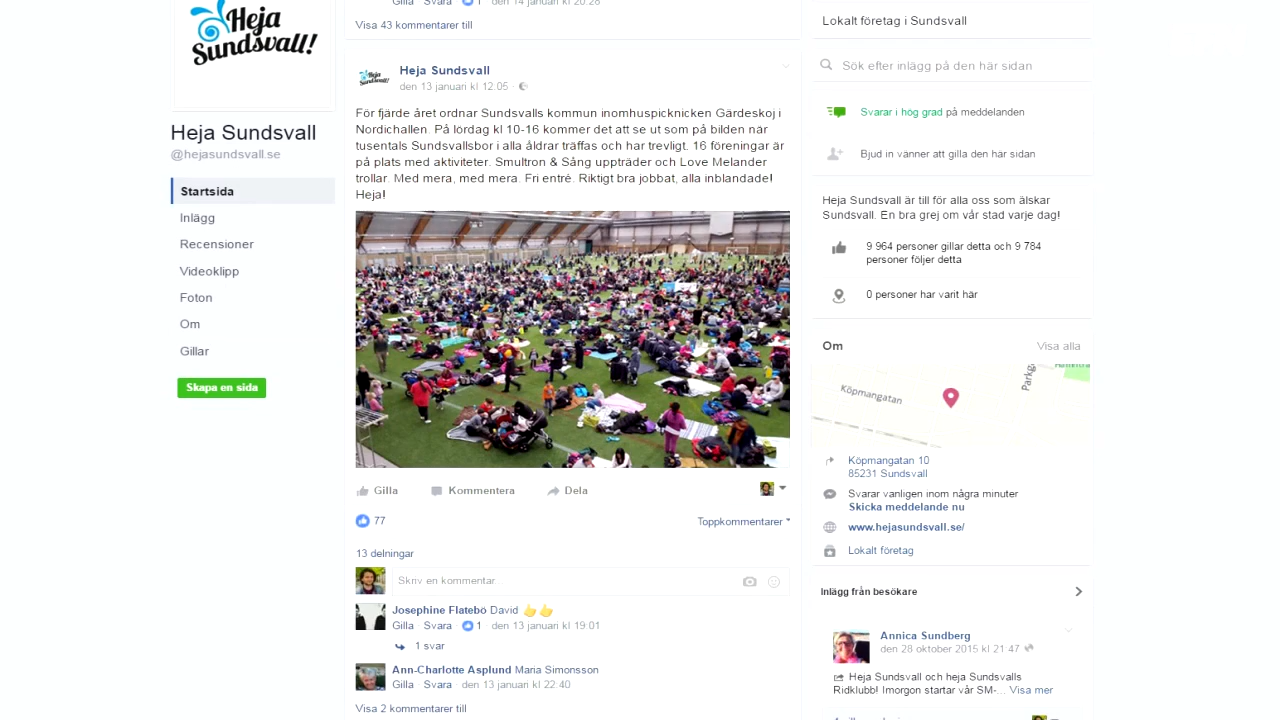 Heja
Sundsvall!
Heja Sundsvall
@hejasundsvall.se
Startsida
Inlägg
Recensioner
Videoklipp
Foton
Om
Gillar
Skapa en sida
Gilla Svara 1 den 14 januari kl 20:28
Visa 43 kommentarer till
Heja Sundsvall
Heja Sundsvall
den 13 januari kl 12:05 ·
För fjärde året ordnar Sundsvalls kommun inomhuspicknicken Gärdeskoj i
Nordichallen. På lördag kl 10-16 kommer det att se ut som på bilden när
tusentals Sundsvallsbor i alla åldrar träffas och har trevligt. 16 föreningar är
på plats med aktiviteter. Smultron & Sång uppträder och Love Melander
trollar. Med mera, med mera. Fri entré. Riktigt bra jobbat, alla inblandade!
Heja!
Gilla Kommentera Dela
77 Toppkommentarer
13 delningar
Skriv en kommentar...
Josephine Flatebö David 👍👍
Gilla · Svara · 1 · den 13 januari kl 19:01
1 svar
Ann-Charlotte Asplund Maria Simonsson
Gilla · Svara · den 13 januari kl 22:40
Visa 2 kommentarer till
Lokalt företag i Sundsvall
Sök efter inlägg på den här sidan
Svarar i hög grad på meddelanden
Bjud in vänner att gilla den här sidan
Heja Sundsvall är till för alla oss som älskar
Sundsvall. En bra grej om vår stad varje dag!
9 964 personer gillar detta och 9 784
personer följer detta
0 personer har varit här
Om Visa alla
Köpmangatan
Parkg
Köpmangatan 10
85231 Sundsvall
Svarar vanligen inom några minuter
Skicka meddelande nu
www.hejasundsvall.se/
Lokalt företag
Inlägg från besökare
Annica Sundberg
den 28 oktober 2015 kl 21:47
Heja Sundsvall och heja Sundsvalls
Ridklubb! Imorgon startar vår SM-... Visa mer